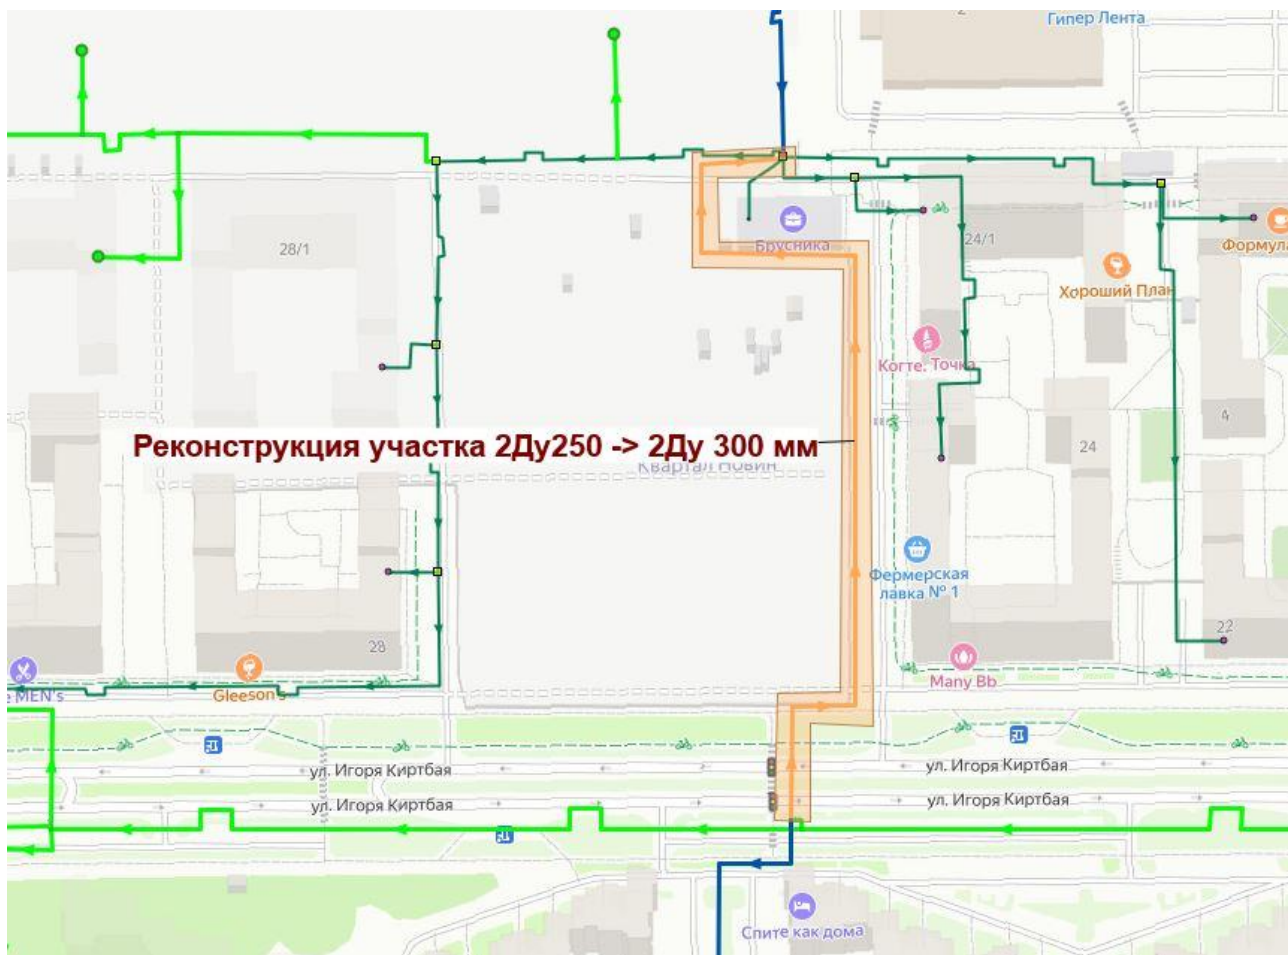 2
Гипер Лента
28/1
Брусника
24/1
Формула
Хороший План
Когте. Точка
4
Реконструкция участка 2Ду250 -> 2Ду 300 мм
24
Квартал Новин
Фермерская
лавка № 1
28
22
e MEN's
Gleeson's
Many Bb
ул. Игоря Киртбая
ул. Игоря Киртбая
ул. Игоря Киртбая
ул. Игоря Киртбая
Спите как дома